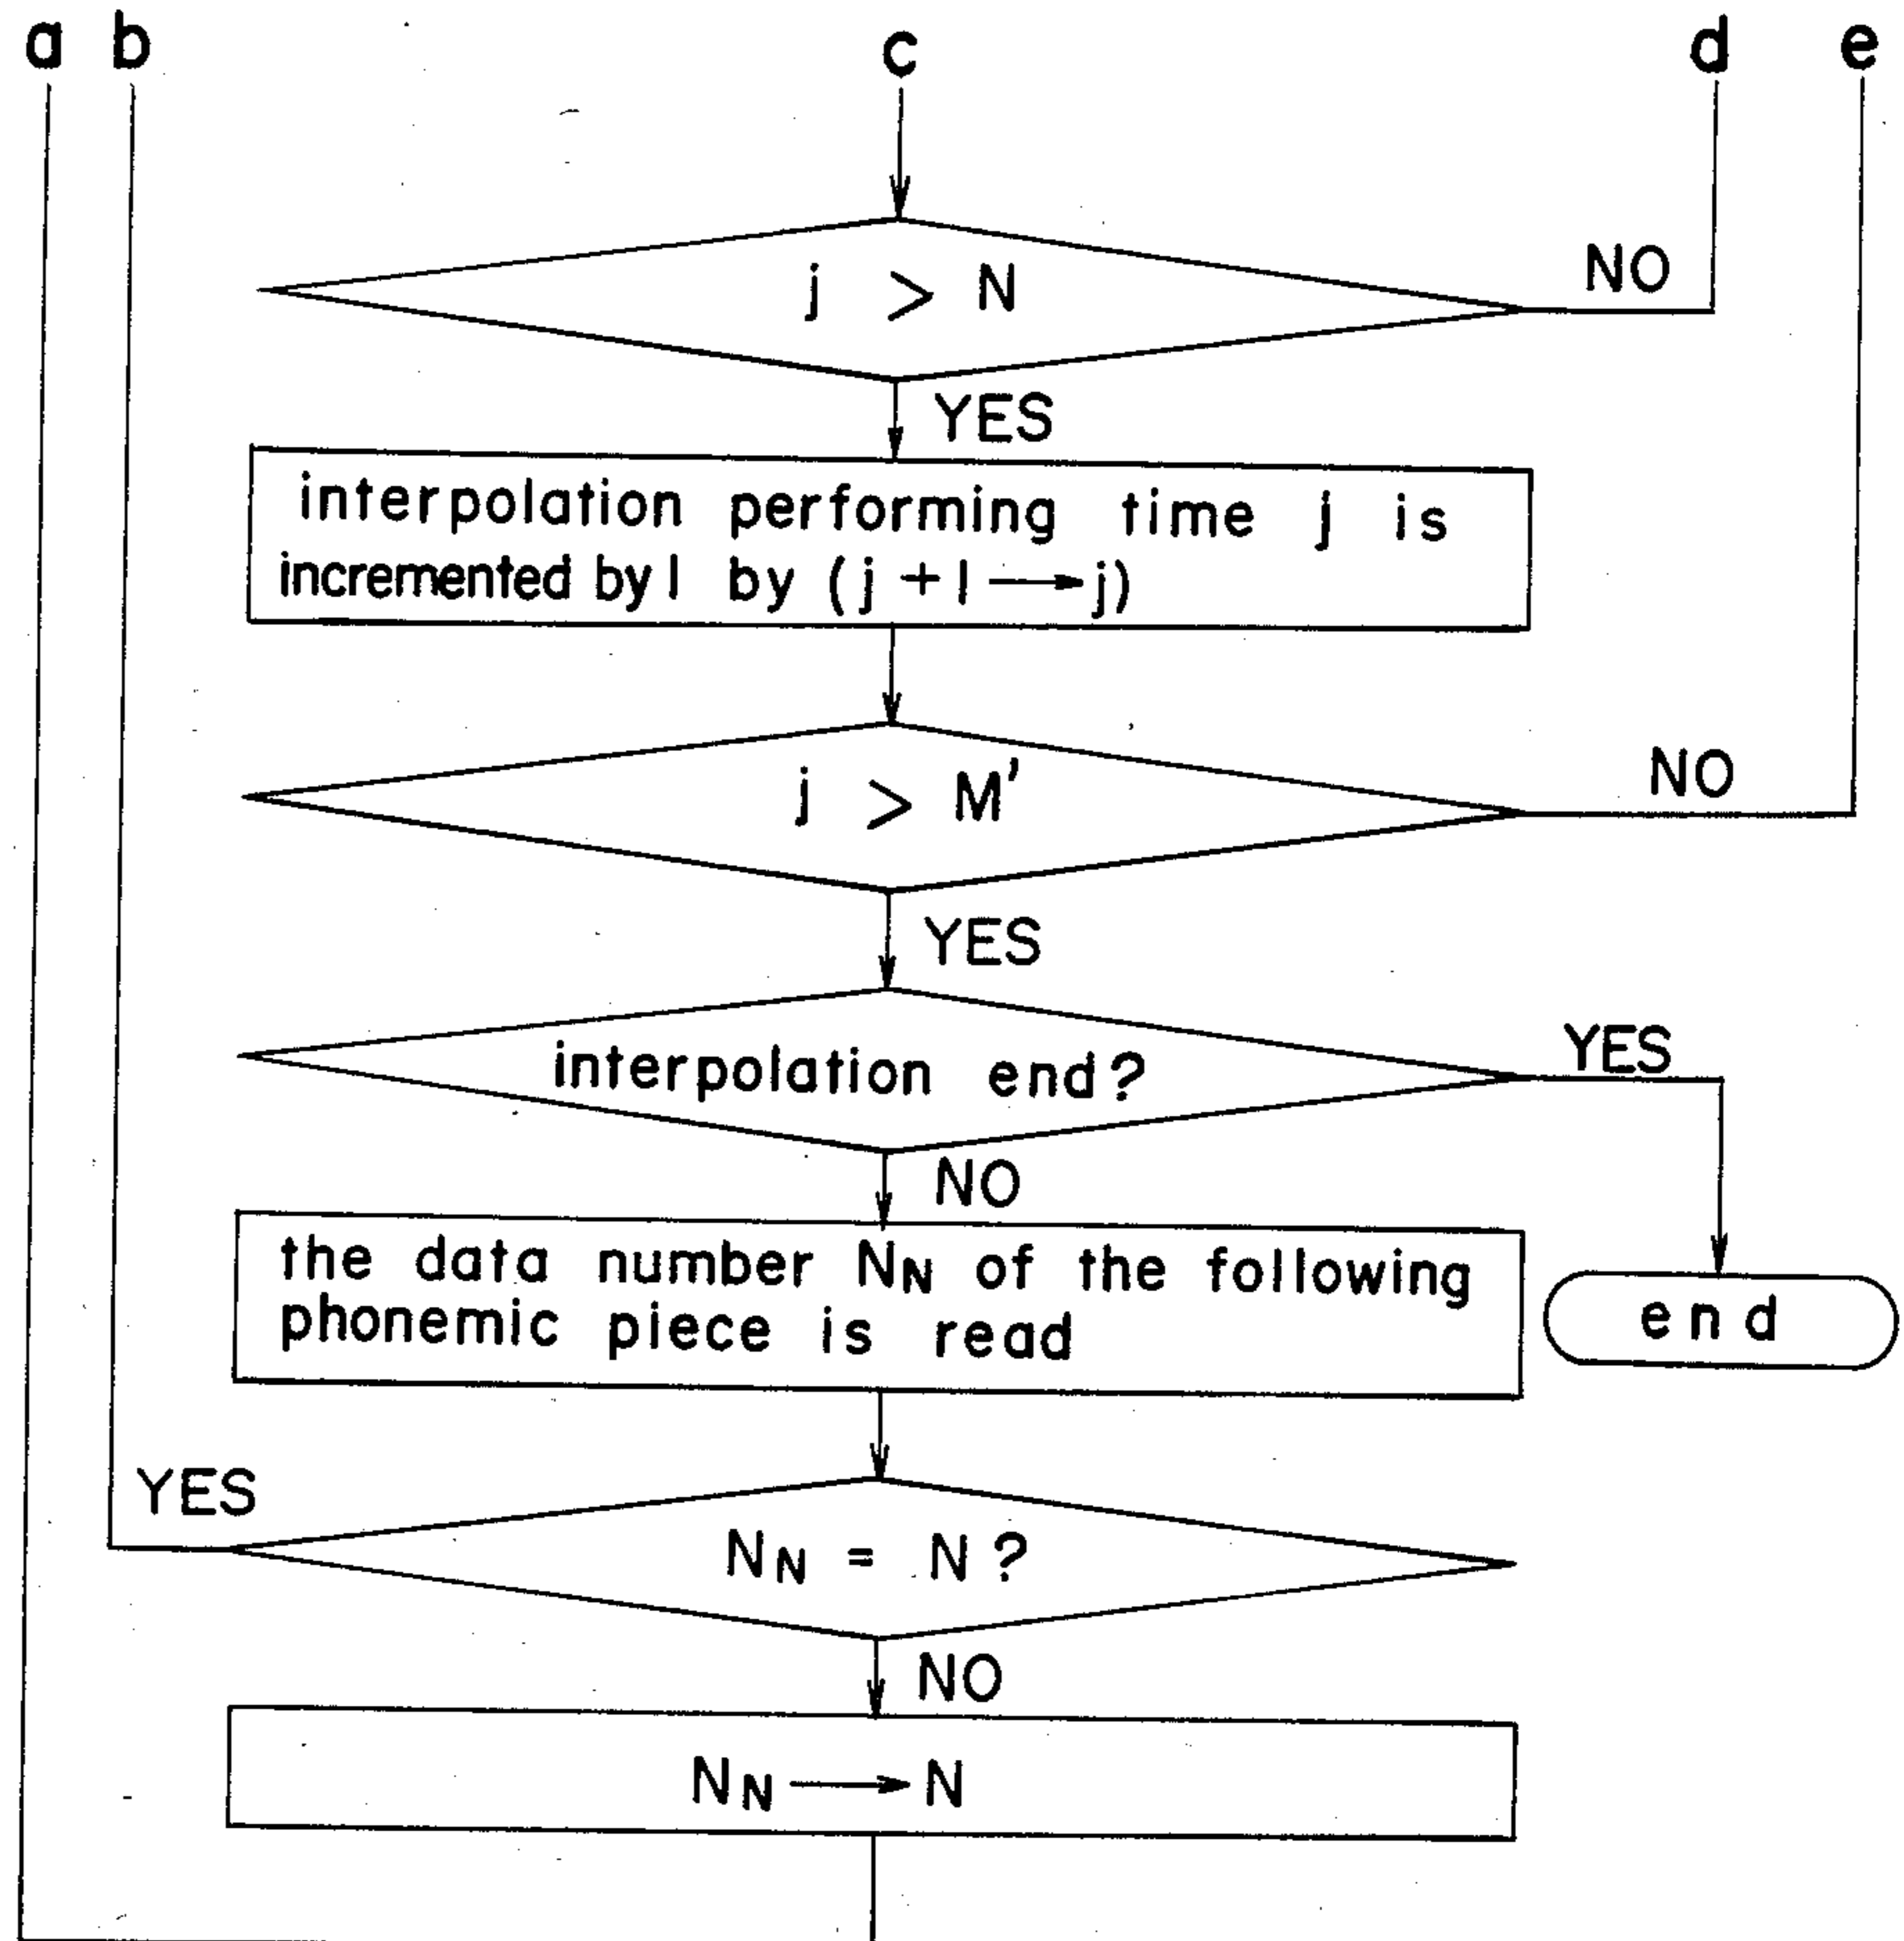 a b c d e
j > N
NO
YES
interpolation performing time j is
incremented by 1 by (j + 1 → j)
j > M'
NO
YES
interpolation end?
YES
NO
the data number NN of the following
phonemic piece is read
end
YES
NN = N?
NO
NN → N